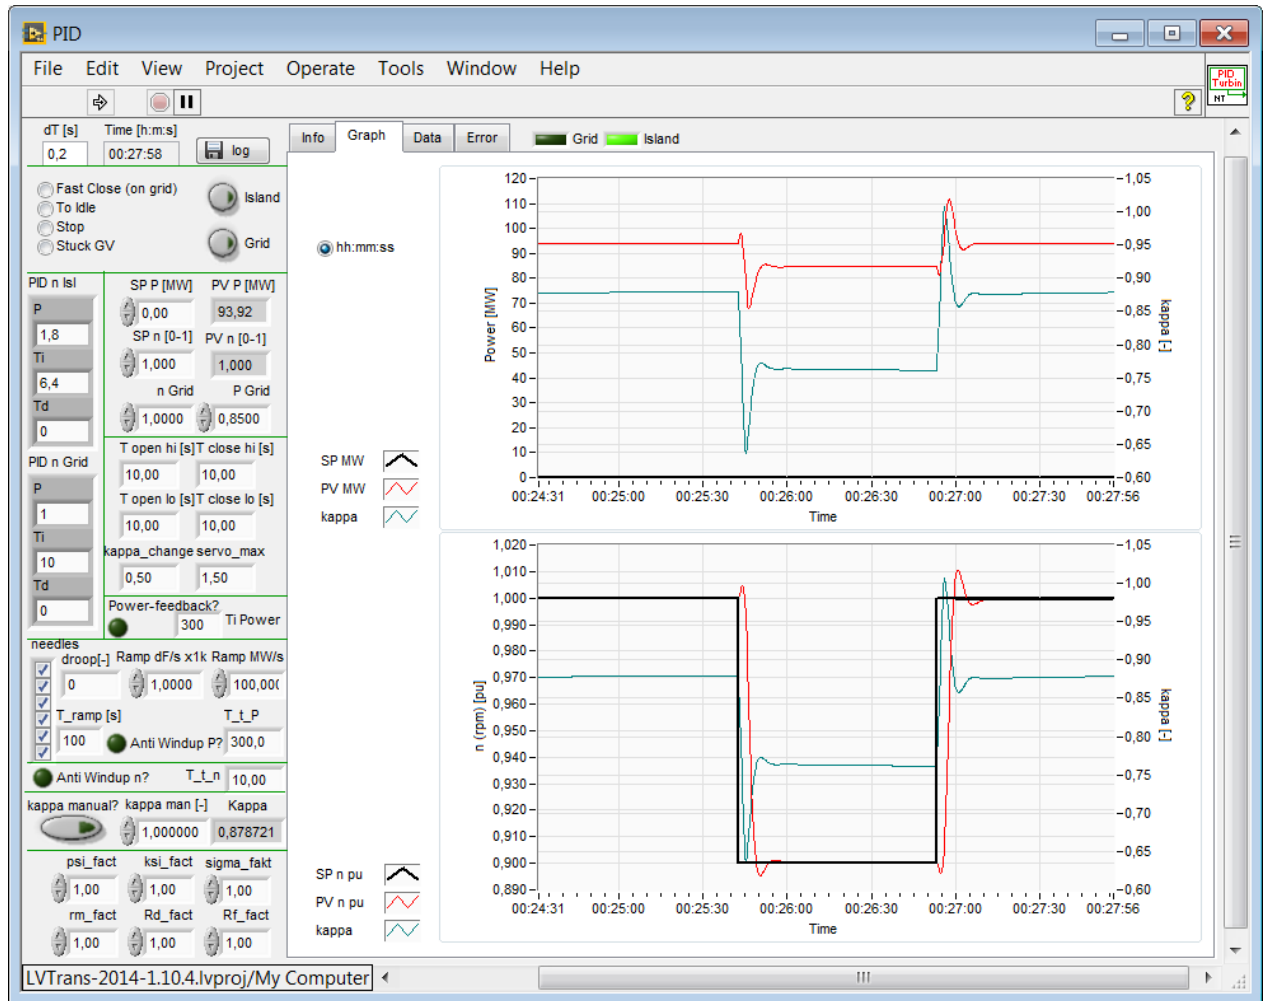 PID
File Edit View Project Operate Tools Window Help
PID
Turbin
NT
dT [s] Time [h:m:s]
0,2 00:27:58 log
Info Graph Data Error Grid Island
Fast Close (on grid)
To Idle
Stop
Stuck GV
Island
Grid
hh:mm:ss
PID n Isl
P
1,8
Ti
6,4
Td
0
SP P [MW] PV P [MW]
0,00 93,92
SP n [0-1] PV n [0-1]
1,000 1,000
n Grid P Grid
1,0000 0,8500
PID n Grid
P
1
Ti
10
Td
0
T open hi [s] T close hi [s]
10,00 10,00
T open lo [s] T close lo [s]
10,00 10,00
kappa_change servo_max
0,50 1,50
Power-feedback?
300 Ti Power
needles
droop[-] Ramp dF/s x1k Ramp MW/s
0 1,0000 100,00(
T_ramp [s] T_t_P
100 Anti Windup P? 300,0
Anti Windup n? T_t_n 10,00
kappa manual? kappa man [-] Kappa
1,000000 0,878721
psi_fact ksi_fact sigma_fakt
1,00 1,00 1,00
rm_fact Rd_fact Rf_fact
1,00 1,00 1,00
SP MW
PV MW
kappa
Power [MW]
120
110
100
90
80
70
60
50
40
30
20
10
0
1,05
1,00
0,95
0,90
0,85
0,80
0,75
0,70
0,65
0,60
kappa [-]
00:24:31 00:25:00 00:25:30 00:26:00 00:26:30 00:27:00 00:27:30 00:27:56
Time
SP n pu
PV n pu
kappa
n (rpm) [pu]
1,020
1,010
1,000
0,990
0,980
0,970
0,960
0,950
0,940
0,930
0,920
0,910
0,900
0,890
1,05
1,00
0,95
0,90
0,85
0,80
0,75
0,70
0,65
0,60
kappa [-]
00:24:31 00:25:00 00:25:30 00:26:00 00:26:30 00:27:00 00:27:30 00:27:56
Time
LVTrans-2014-1.10.4.lvproj/My Computer